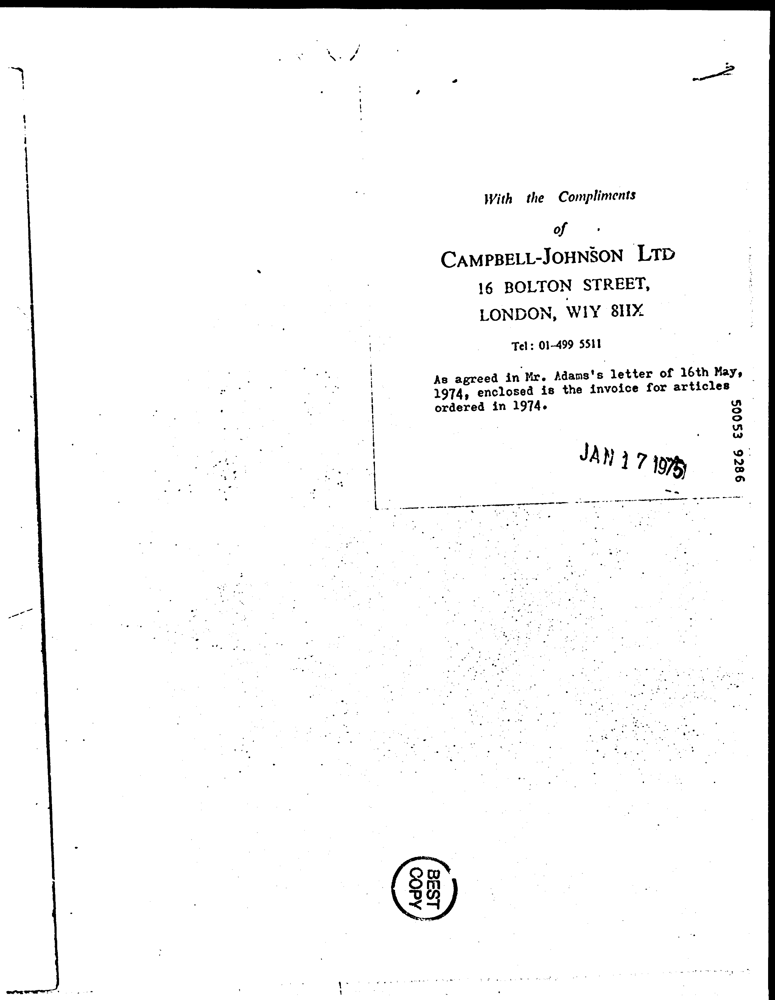 With the Compliments
of
CAMPBELL-JOHNSON LTD
16 BOLTON STREET,
LONDON, W1Y 8HX
Tel: 01-499 5511
As agreed in Mr. Adams's letter of 16th May,
1974, enclosed is the invoice for articles
ordered in 1974.
JAN 17 1975
50053 9286
BEST
COPY